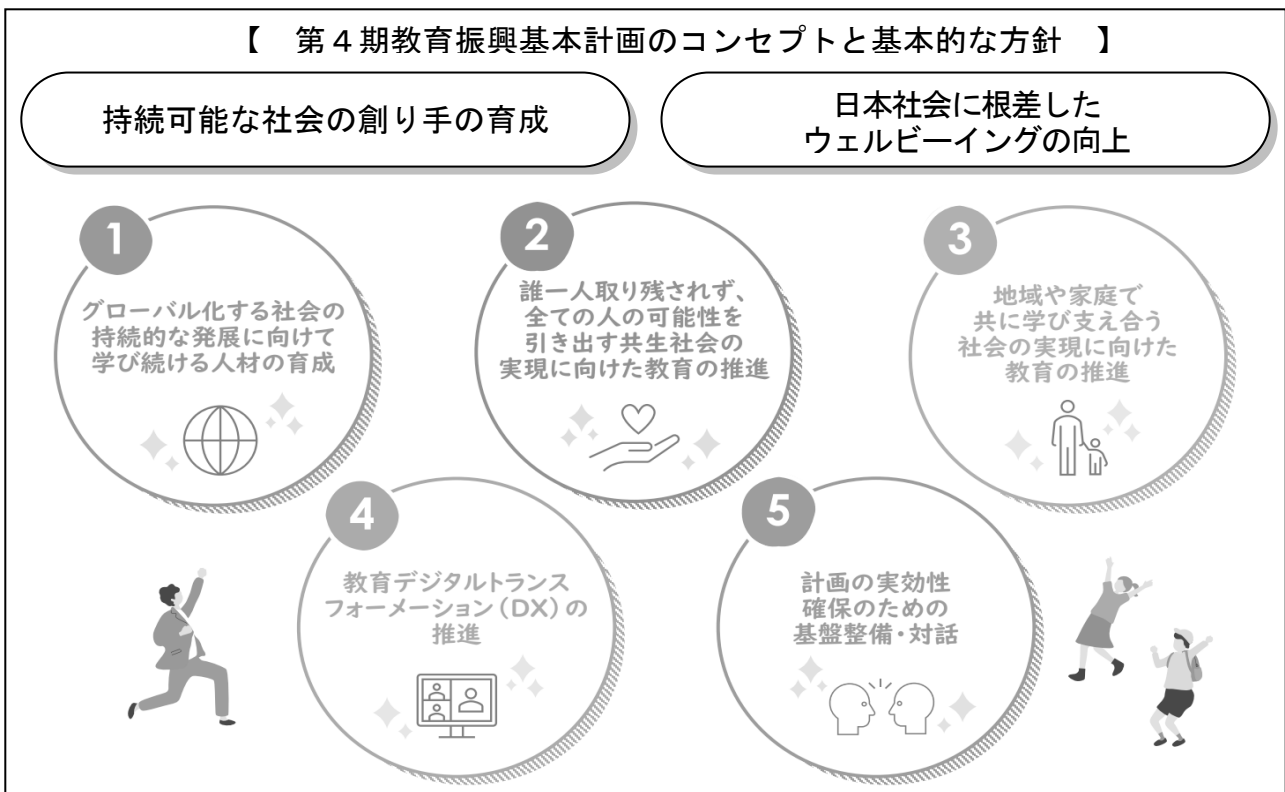 【　第４期教育振興基本計画のコンセプトと基本的な方針　】
持続可能な社会の創り手の育成
日本社会に根差した
ウェルビーイングの向上
1
グローバル化する社会の
持続的な発展に向けて
学び続ける人材の育成
2
誰一人取り残されず、
全ての人の可能性を
引き出す共生社会の
実現に向けた教育の推進
3
地域や家庭で
共に学び支え合う
社会の実現に向けた
教育の推進
4
教育デジタルトランス
フォーメーション（DX）の
推進
5
計画の実効性
確保のための
基盤整備・対話